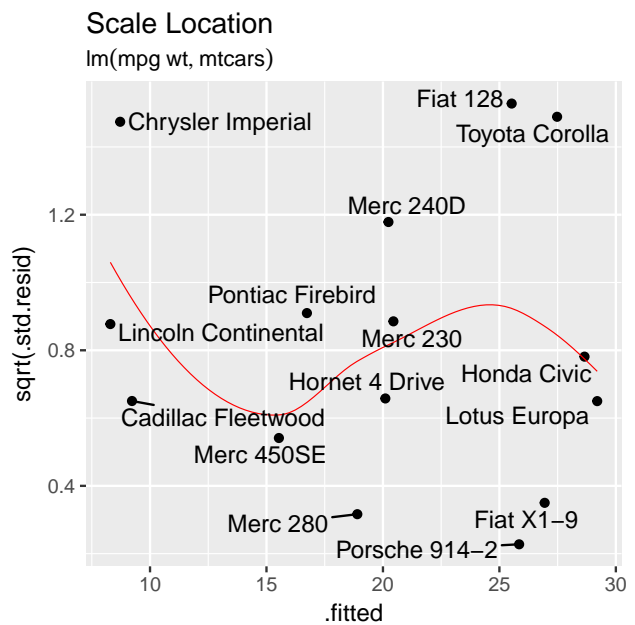 Scale Location
lm(mpg wt, mtcars)
Fiat 128
Chrysler Imperial
Toyota Corolla
1.2
Merc 240D
Pontiac Firebird
Lincoln Continental
Merc 230
0.8
Honda Civic
Hornet 4 Drive
Cadillac Fleetwood
Lotus Europa
Merc 450SE
0.4
Merc 280
Fiat X1−9
Porsche 914−2
10 15 20 25 30
.fitted
sqrt(.std.resid)